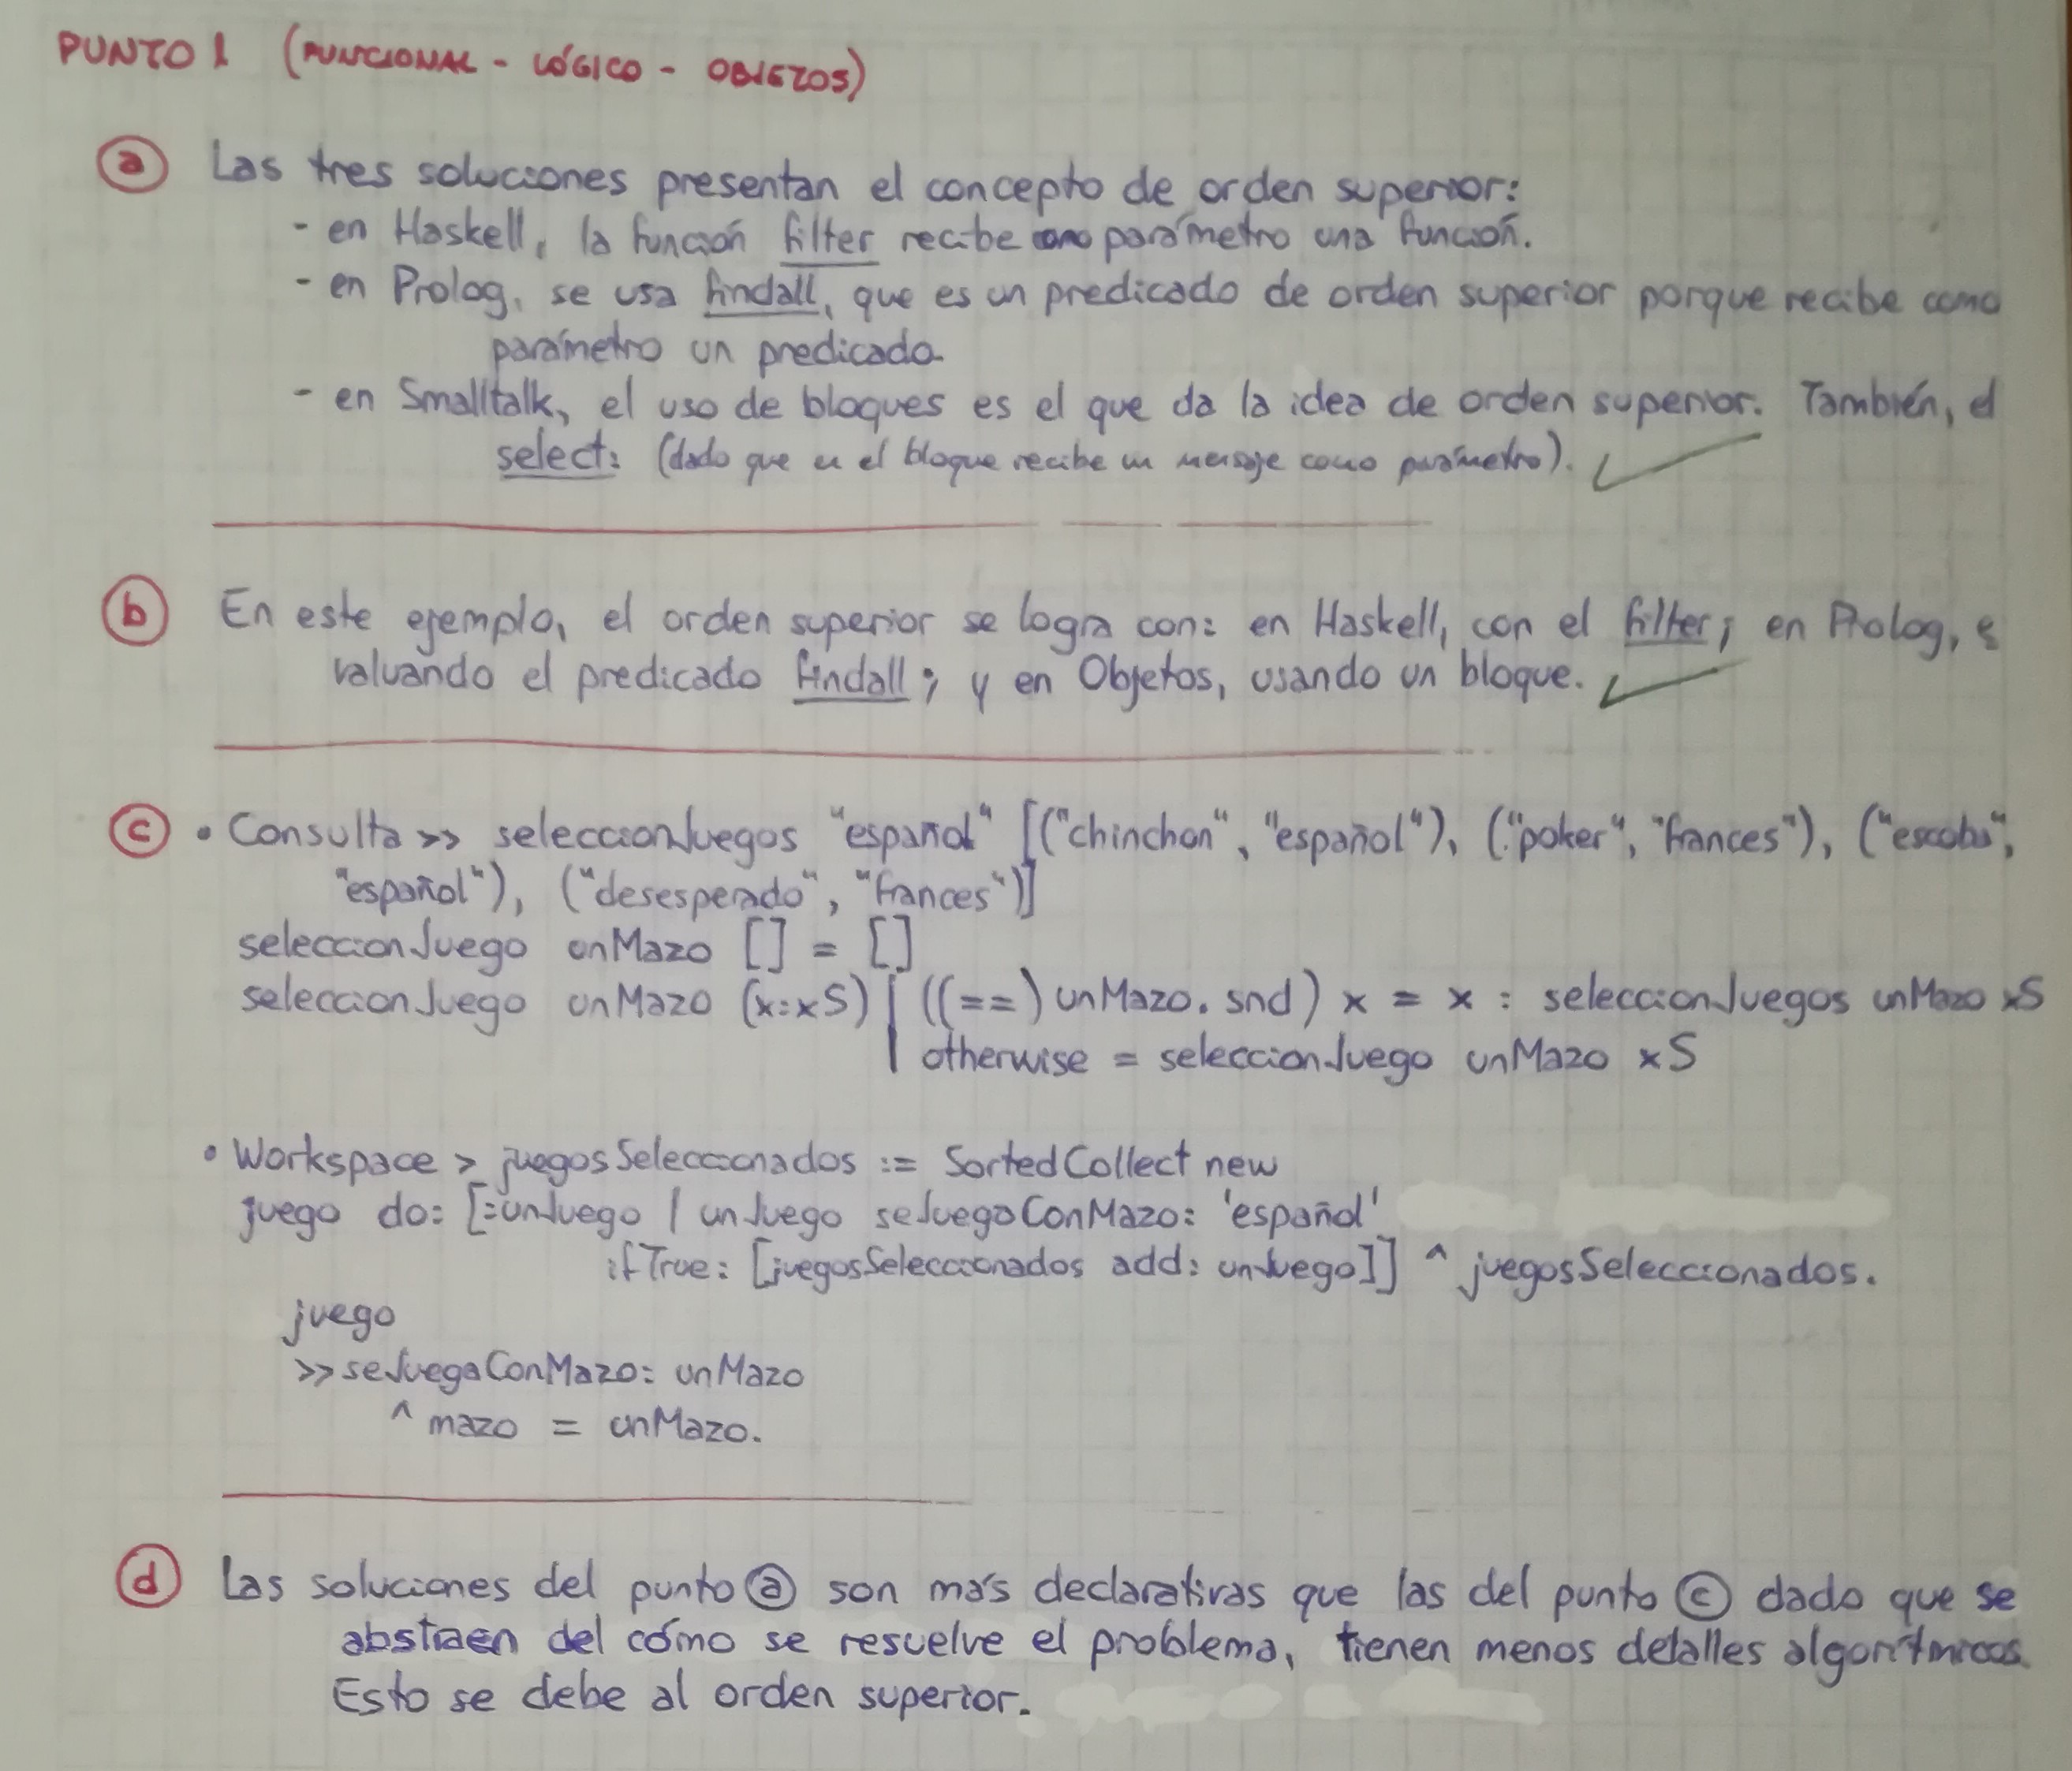 PUNTO 1 (FUNCIONAL - LÓGICO - OBJETOS)
a Las tres soluciones presentan el concepto de orden superior:
- en Haskell, la función filter recibe como parámetro una función.
- en Prolog, se usa findall, que es un predicado de orden superior porque recibe como
parámetro un predicado.
- en Smalltalk, el uso de bloques es el que da la idea de orden superior. También, el
select: (dado que en el bloque recibe un mensaje como parámetro).
b En este ejemplo, el orden superior se logra con: en Haskell, con el filter; en Prolog, e
valuando el predicado findall; y en Objetos, usando un bloque.
c • Consulta >> seleccionJuegos "español" [("chinchon", "español"), ("poker", "frances"), ("escoba",
"español"), ("desesperado", "frances")]
seleccionJuego unMazo [] = []
seleccionJuego unMazo (x:xS) | ((==) unMazo. snd) x = x : seleccionJuegos unMazo xS
| otherwise = seleccionJuego unMazo xS
• Workspace > juegosSeleccionados := SortedCollect new
juego do: [:unJuego | unJuego seJuegoConMazo: 'español'
ifTrue: [juegosSeleccionados add: unJuego]] ^ juegosSeleccionados.
juego
>> seJuegaConMazo: unMazo
^ mazo = unMazo.
d Las soluciones del punto ⓐ son más declarativas que las del punto ⓒ dado que se
abstraen del cómo se resuelve el problema, tienen menos detalles algorítmicos.
Esto se debe al orden superior.